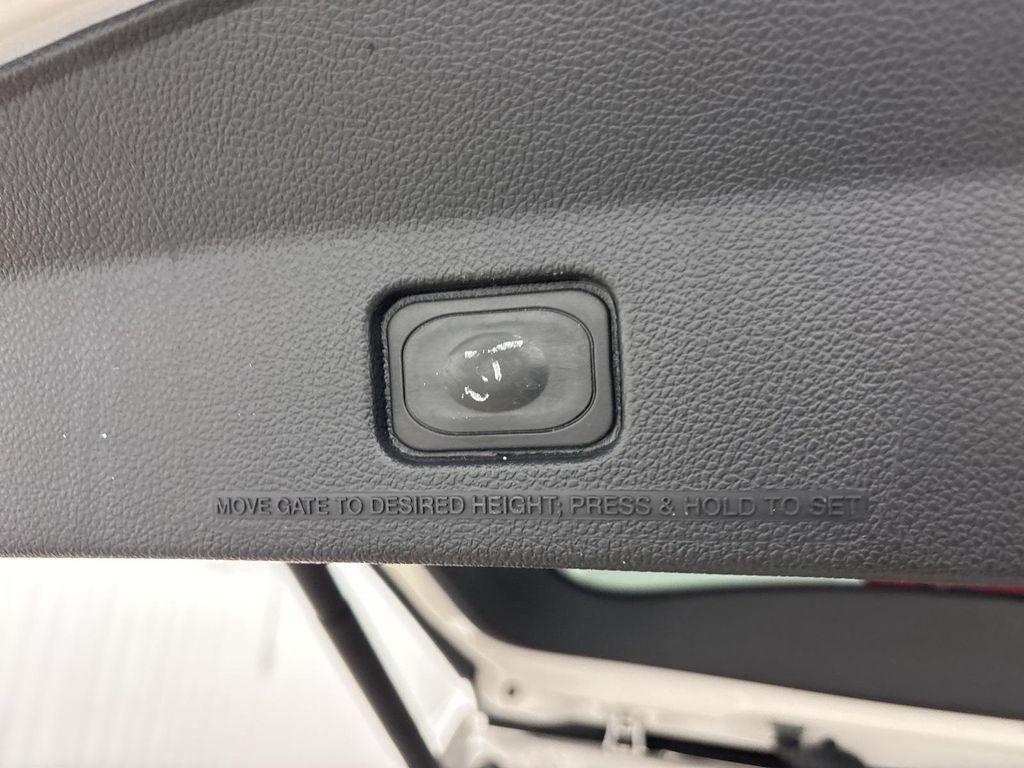 MOVE GATE TO DESIRED HEIGHT; PRESS & HOLD TO SET